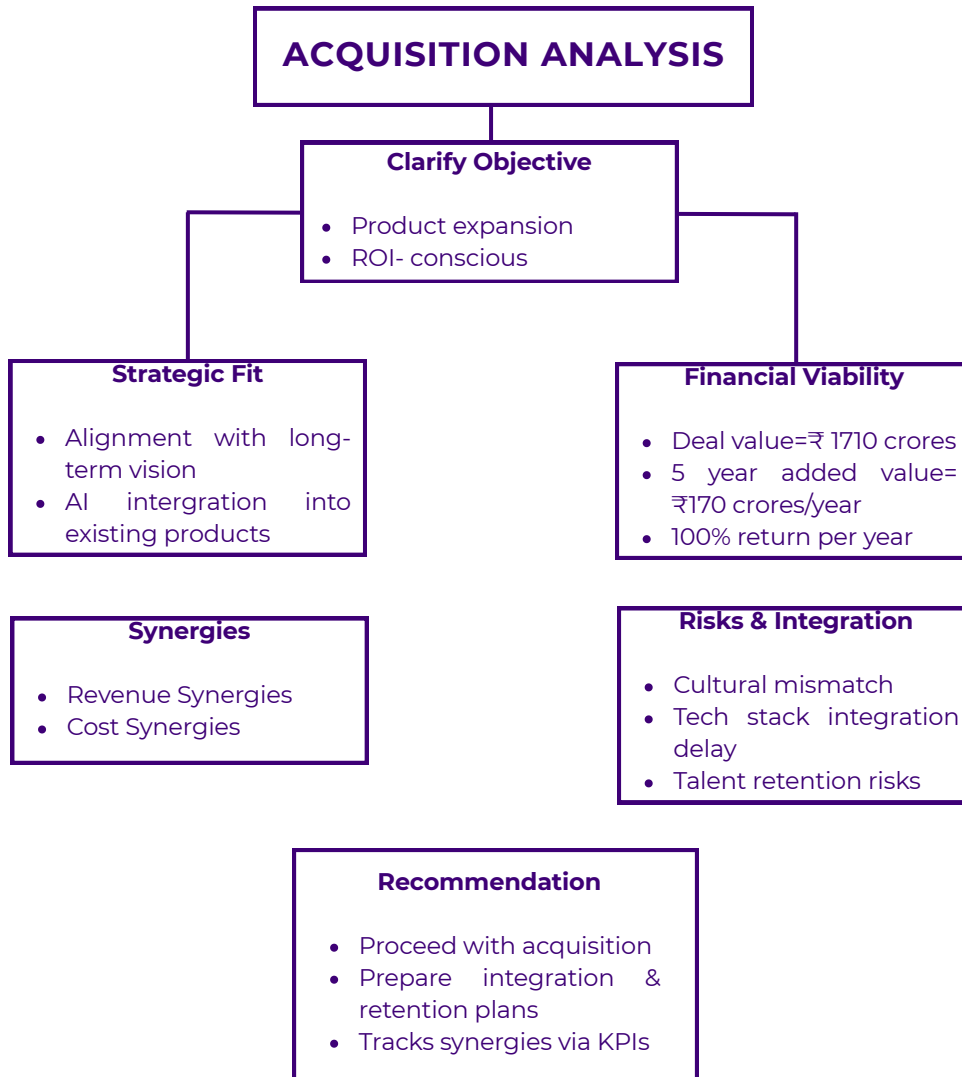 ACQUISITION ANALYSIS
Clarify Objective
• Product expansion
• ROI- conscious
Strategic Fit
• Alignment with long-
term vision
• AI intergration into
existing products
Financial Viability
• Deal value=₹ 1710 crores
• 5 year added value=
₹170 crores/year
• 100% return per year
Synergies
• Revenue Synergies
• Cost Synergies
Risks & Integration
• Cultural mismatch
• Tech stack integration
delay
• Talent retention risks
Recommendation
• Proceed with acquisition
• Prepare integration &
retention plans
• Tracks synergies via KPIs